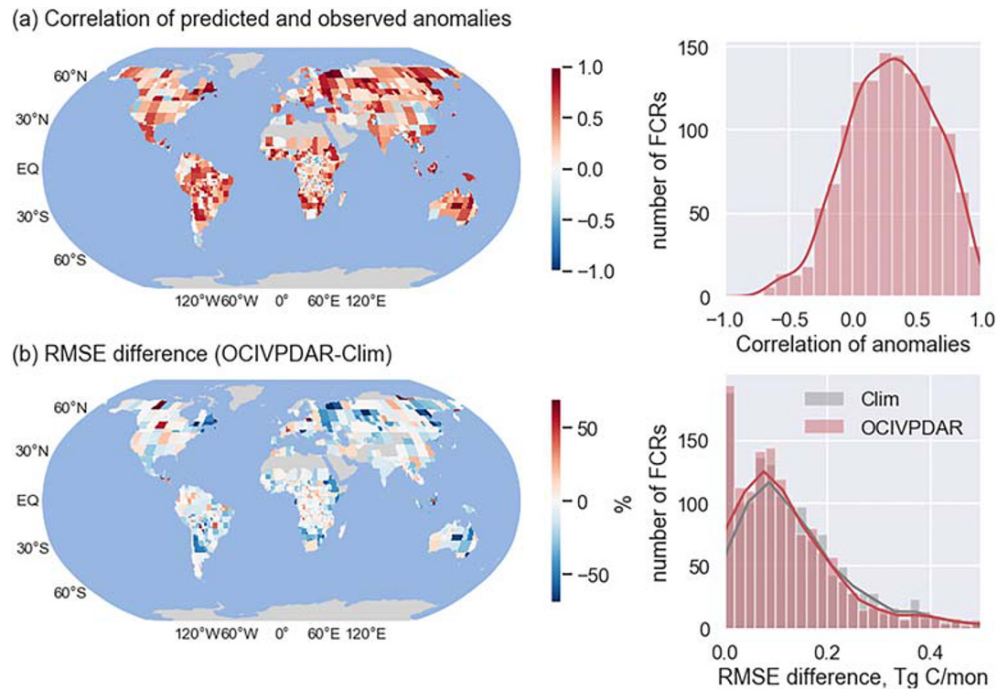 (a) Correlation of predicted and observed anomalies
60°N
30°N
EQ
30°S
60°S
120°W60°W 0° 60°E 120°E
1.0
0.5
0.0
−0.5
−1.0
number of FCRs
150
100
50
0
−1.0 −0.5 0.0 0.5 1.0
Correlation of anomalies
(b) RMSE difference (OCIVPDAR-Clim)
60°N
30°N
EQ
30°S
60°S
120°W60°W 0° 60°E 120°E
50
0
−50
%
number of FCRs
150
100
50
0
Clim
OCIVPDAR
0.0 0.2 0.4
RMSE difference, Tg C/mon